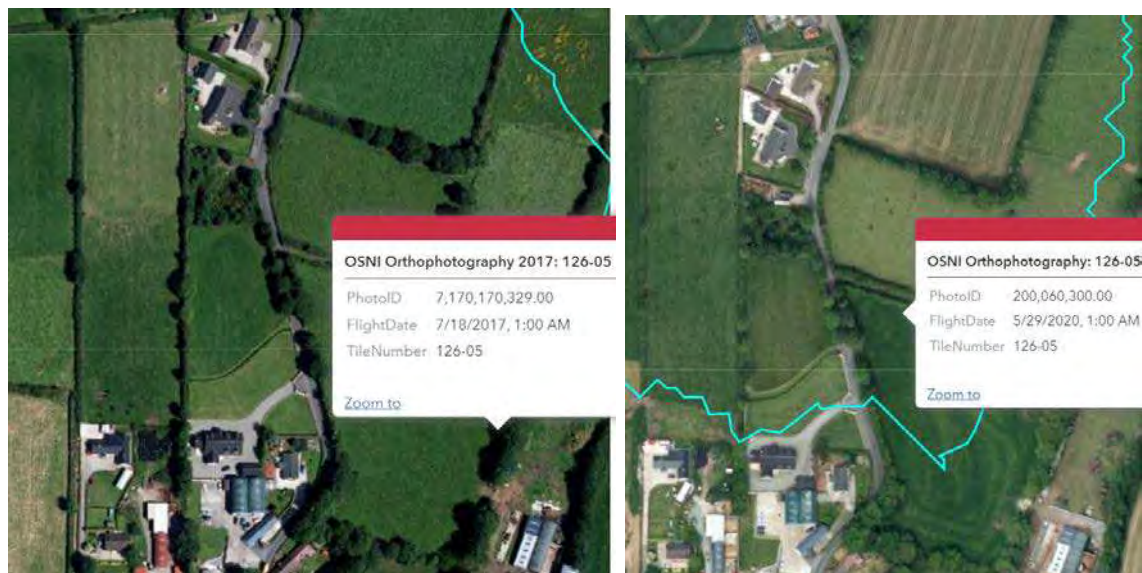 OSNI Orthophotography 2017: 126-05
PhotoID 7,170,170,329.00
FlightDate 7/18/2017, 1:00 AM
TileNumber 126-05
Zoom to
OSNI Orthophotography: 126-05
PhotoID 200,060,300.00
FlightDate 5/29/2020, 1:00 AM
TileNumber 126-05
Zoom to